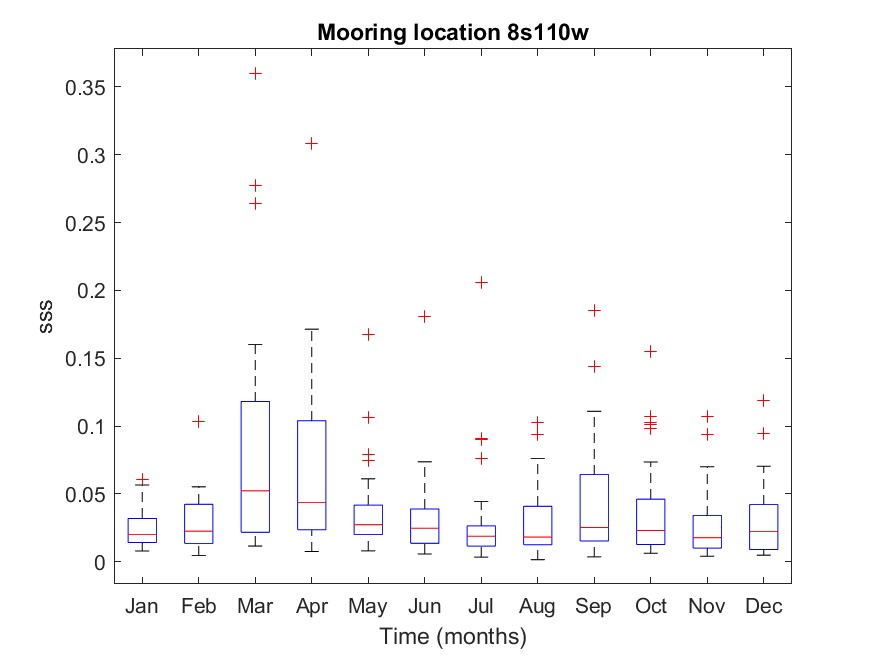 Mooring location 8s110w
0.35
0.3
0.25
0.2
0.15
0.1
0.05
0
sss
Jan Feb Mar Apr May Jun Jul Aug Sep Oct Nov Dec
Time (months)